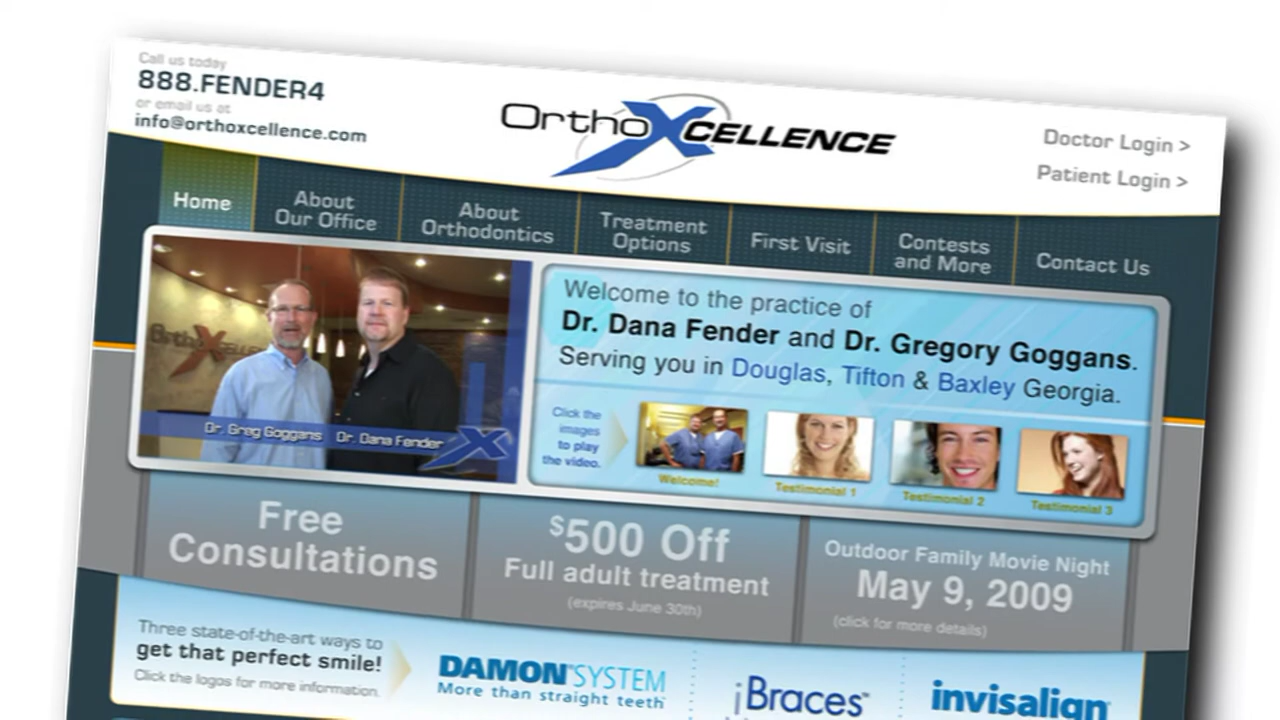 Call us today
888.FENDER4
or email us at
info@orthoxcellence.com
OrthoXCELLENCE
Doctor Login >
Patient Login >
Home
About
Our Office
About
Orthodontics
Treatment
Options
First Visit
Contests
and More
Contact Us
OrthoXCELLENCE
Dr. Greg Goggans
Dr. Dana Fender
X
Welcome to the practice of
Dr. Dana Fender and Dr. Gregory Goggans.
Serving you in Douglas, Tifton & Baxley Georgia.
Click the
images
to play
the video.
Welcome!
Testimonial 1
Testimonial 2
Testimonial 3
Free
Consultations
$500 Off
Full adult treatment
(expires June 30th)
Outdoor Family Movie Night
May 9, 2009
(click for more details)
Three state-of-the-art ways to
get that perfect smile!
Click the logos for more information.
DAMON™SYSTEM
More than straight teeth™
iBraces™
invisalign